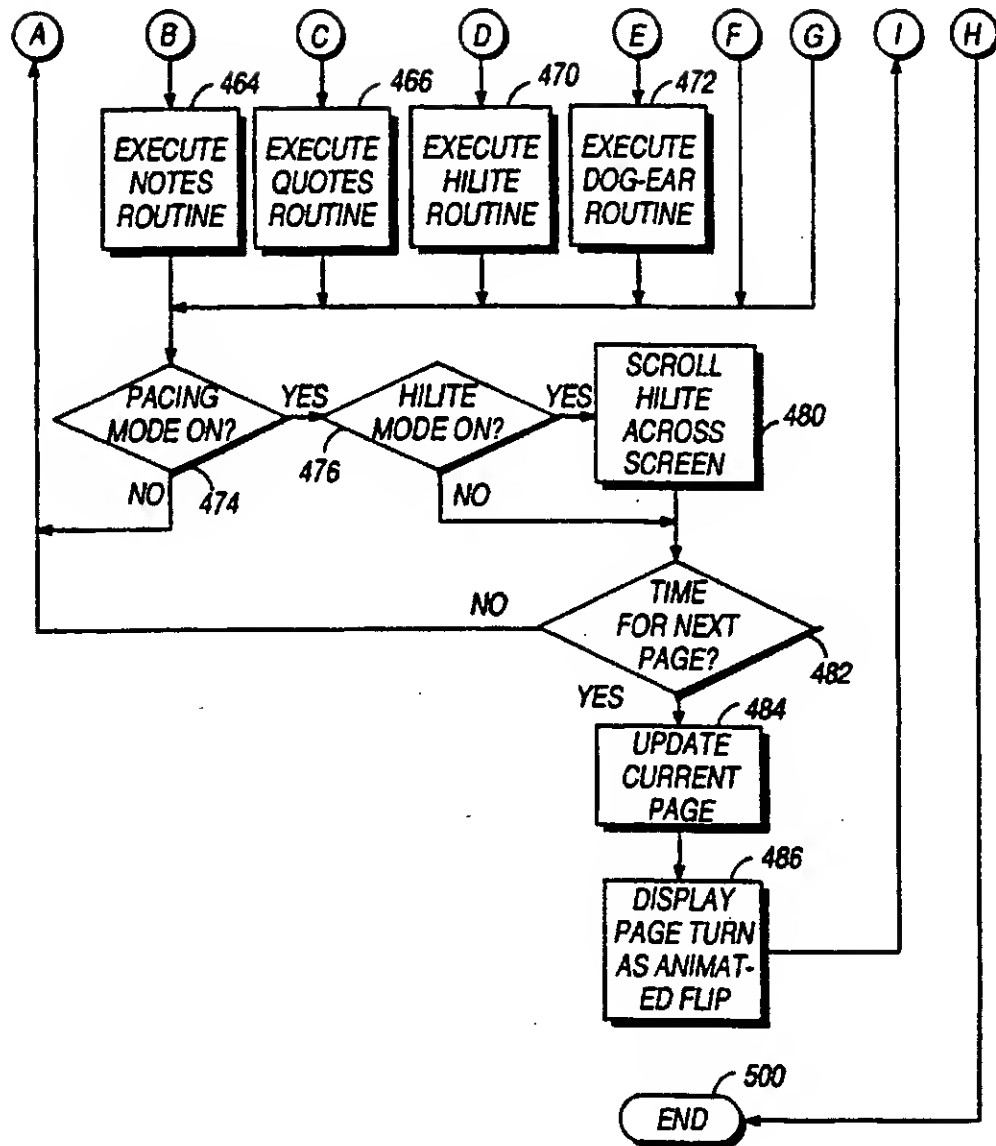 A B C D E F G I H
464 466 470 472
EXECUTE
NOTES
ROUTINE
EXECUTE
QUOTES
ROUTINE
EXECUTE
HILITE
ROUTINE
EXECUTE
DOG-EAR
ROUTINE
PACING
MODE ON?
YES
NO
474
HILITE
MODE ON?
YES
476
NO
SCROLL
HILITE
ACROSS
SCREEN
480
TIME
FOR NEXT
PAGE?
NO
482
YES
484
UPDATE
CURRENT
PAGE
486
DISPLAY
PAGE TURN
AS ANIMAT-
ED FLIP
500
END